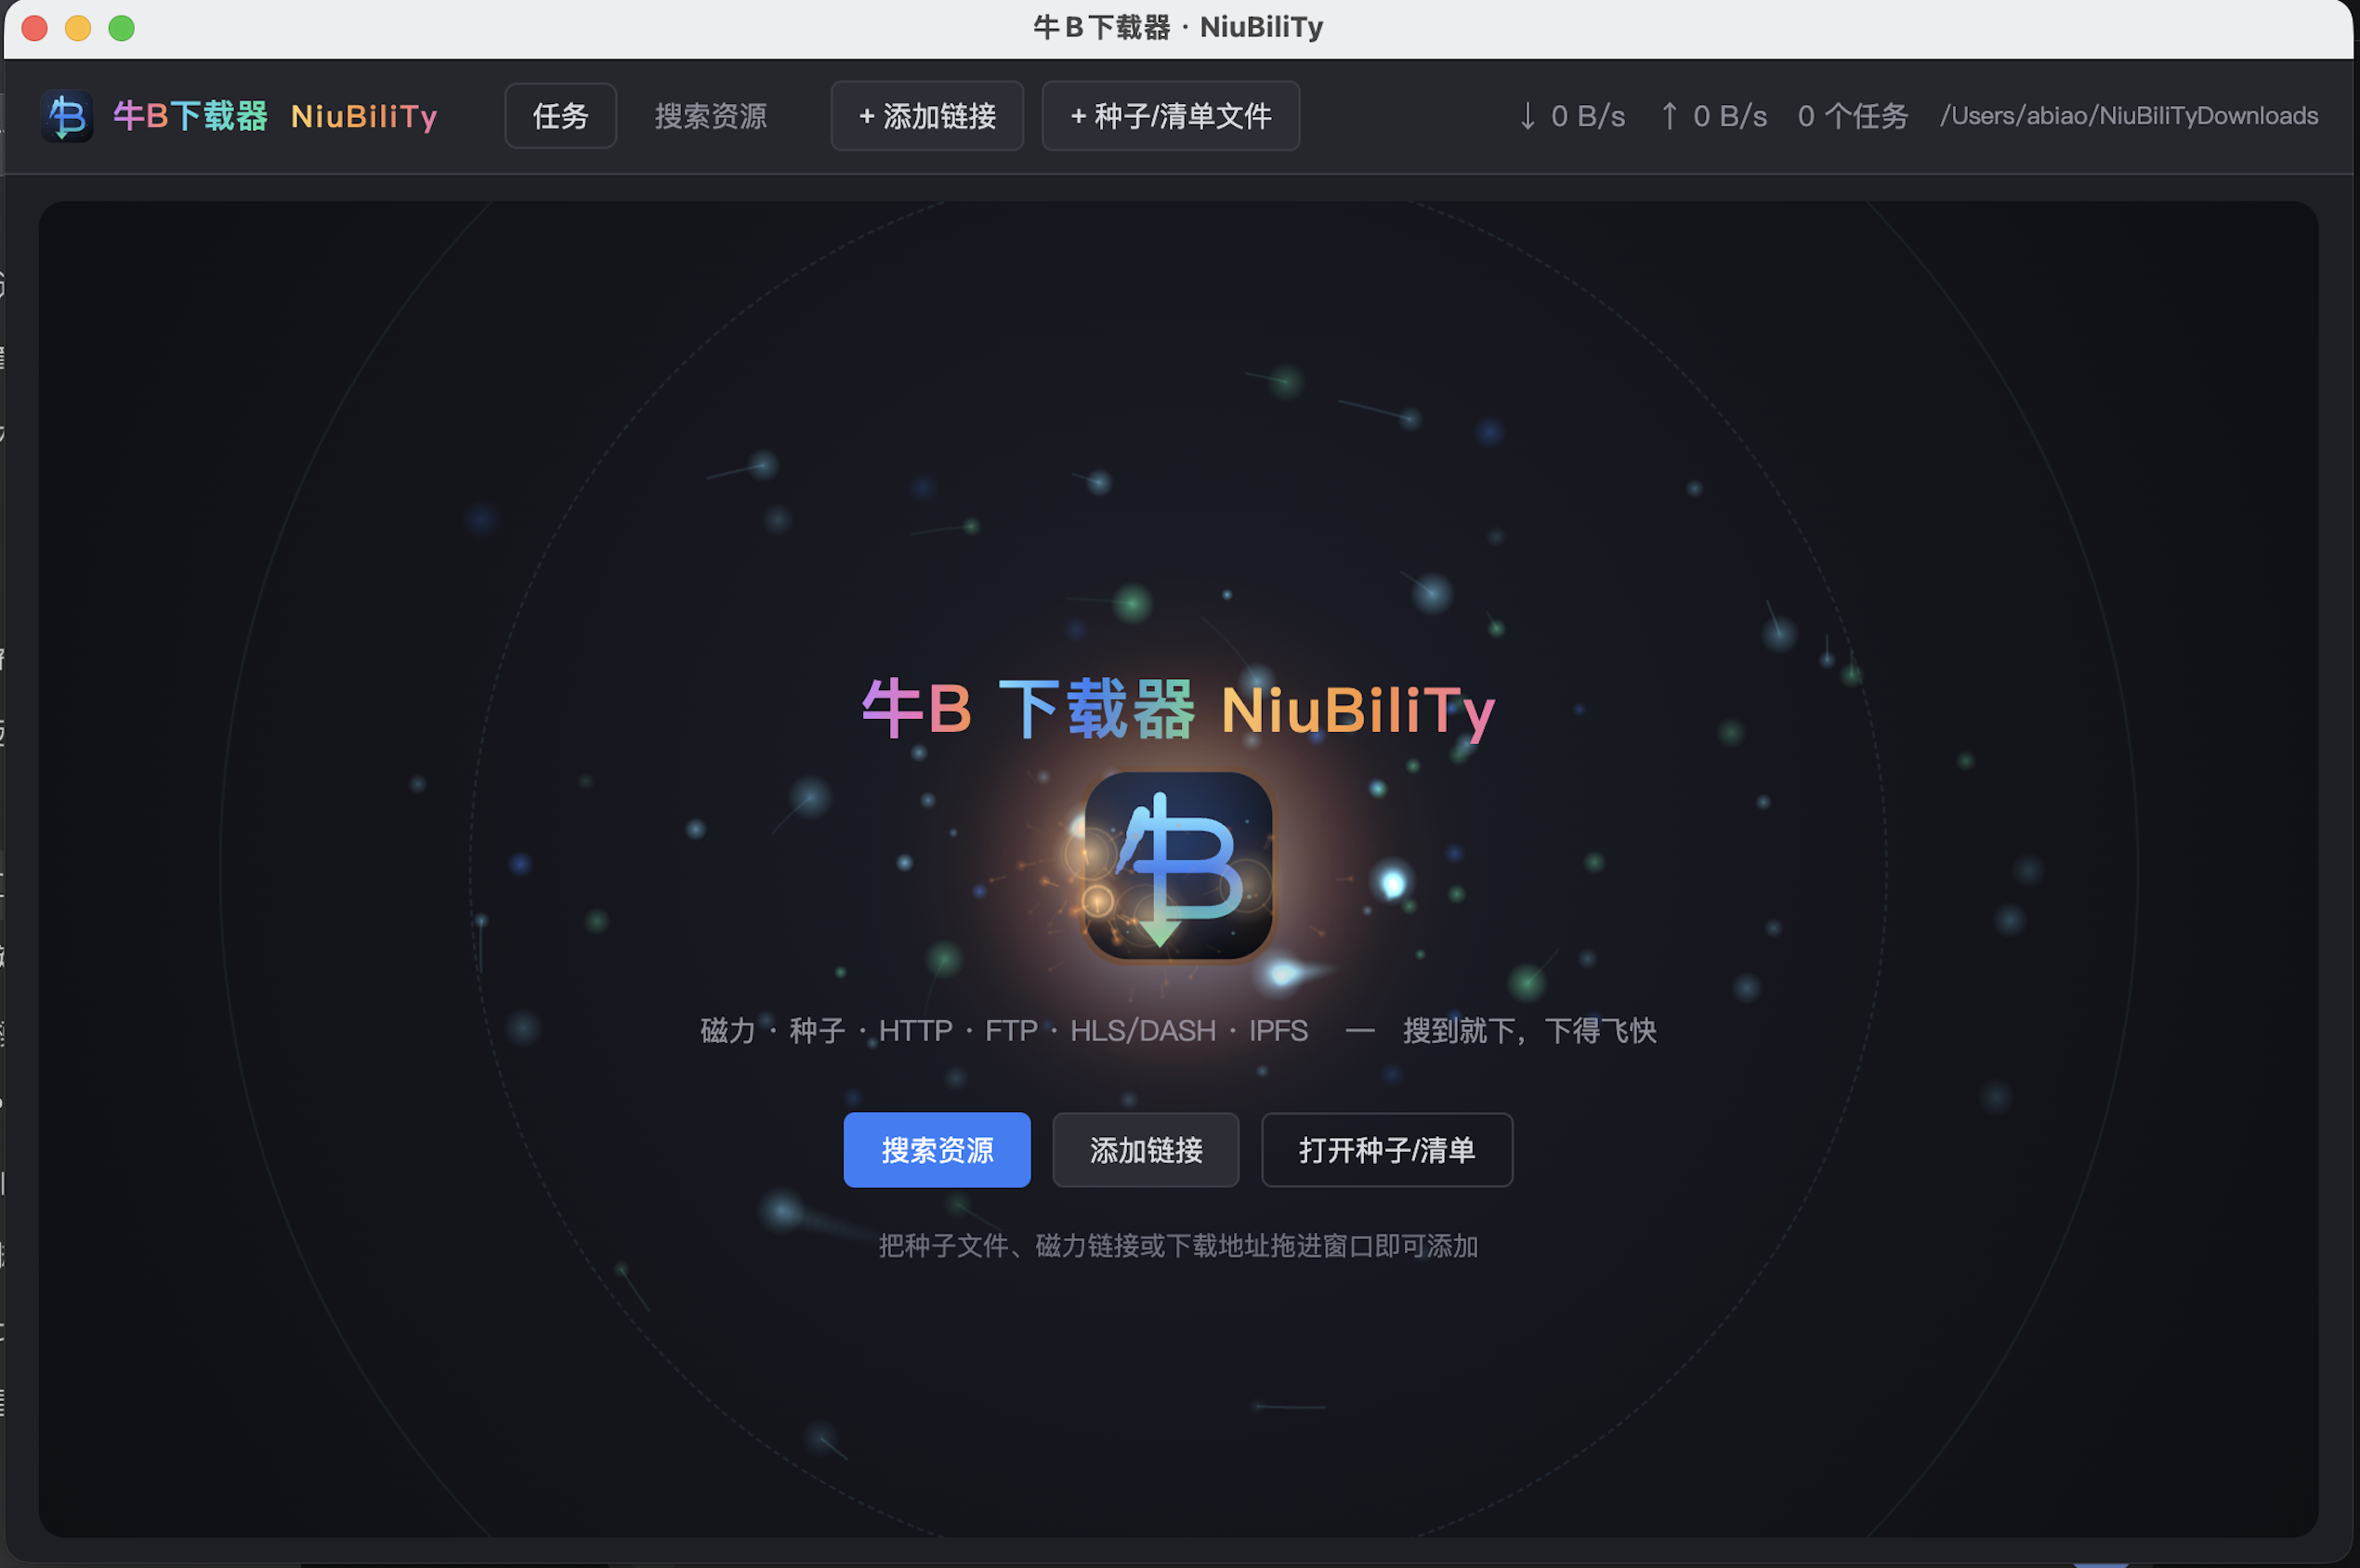 牛B下载器 · NiuBiliTy
牛B下载器 NiuBiliTy 任务 搜索资源 + 添加链接 + 种子/清单文件 ↓ 0 B/s ↑ 0 B/s 0 个任务 /Users/abiao/NiuBiliTyDownloads
牛B 下载器 NiuBiliTy
磁力 · 种子 · HTTP · FTP · HLS/DASH · IPFS — 搜到就下，下得飞快
搜索资源 添加链接 打开种子/清单
把种子文件、磁力链接或下载地址拖进窗口即可添加